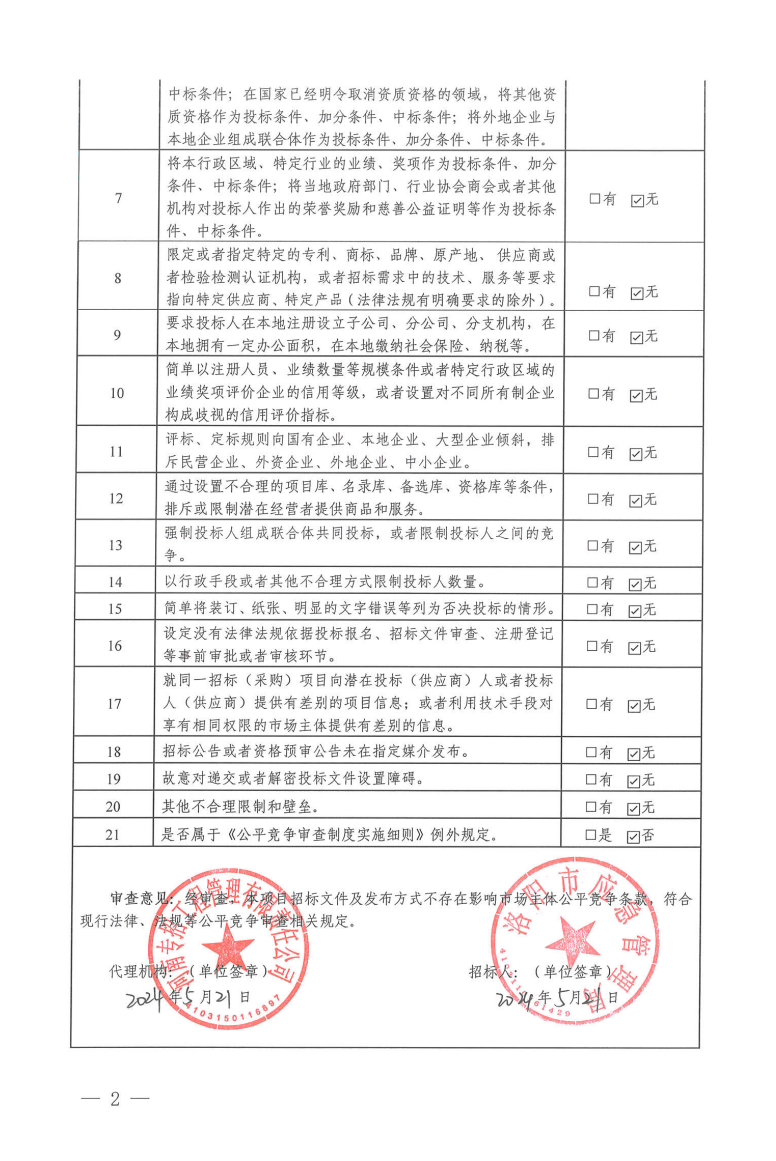 中标条件；在国家已经明令取消资质资格的领域，将其他资
质资格作为投标条件、加分条件、中标条件；将外地企业与
本地企业组成联合体作为投标条件、加分条件、中标条件。
7
将本行政区域、特定行业的业绩、奖项作为投标条件、加分
条件、中标条件；将当地政府部门、行业协会商会或者其他
机构对投标人作出的荣誉奖励和慈善公益证明等作为投标条
件、中标条件。
□有 ☑无
8
限定或者指定特定的专利、商标、品牌、原产地、 供应商或
者检验检测认证机构，或者招标需求中的技术、服务等要求
指向特定供应商、特定产品（法律法规有明确要求的除外）。
□有 ☑无
9
要求投标人在本地注册设立子公司、分公司、分支机构，在
本地拥有一定办公面积，在本地缴纳社会保险、纳税等。
□有 ☑无
10
简单以注册人员、业绩数量等规模条件或者特定行政区域的
业绩奖项评价企业的信用等级，或者设置对不同所有制企业
构成歧视的信用评价指标。
□有 ☑无
11
评标、定标规则向国有企业、本地企业、大型企业倾斜，排
斥民营企业、外资企业、外地企业、中小企业。
□有 ☑无
12
通过设置不合理的项目库、名录库、备选库、资格库等条件，
排斥或限制潜在经营者提供商品和服务。
□有 ☑无
13
强制投标人组成联合体共同投标，或者限制投标人之间的竞
争。
□有 ☑无
14
以行政手段或者其他不合理方式限制投标人数量。
□有 ☑无
15
简单将装订、纸张、明显的文字错误等列为否决投标的情形。
□有 ☑无
16
设定没有法律法规依据投标报名、招标文件审查、注册登记
等事前审批或者审核环节。
□有 ☑无
17
就同一招标（采购）项目向潜在投标（供应商）人或者投标
人（供应商）提供有差别的项目信息；或者利用技术手段对
享有相同权限的市场主体提供有差别的信息。
□有 ☑无
18
招标公告或者资格预审公告未在指定媒介发布。
□有 ☑无
19
故意对递交或者解密投标文件设置障碍。
□有 ☑无
20
其他不合理限制和壁垒。
□有 ☑无
21
是否属于《公平竞争审查制度实施细则》例外规定。
□是 ☑否
审查意见：经审查，本项目招标文件及发布方式不存在影响市场主体公平竞争条款，符合
现行法律、法规等公平竞争审查相关规定。
代理机构：（单位签章）
招标人：（单位签章）
2024年5月21日
2024年5月21日
4103150116897
洛阳市应急管理局
— 2 —